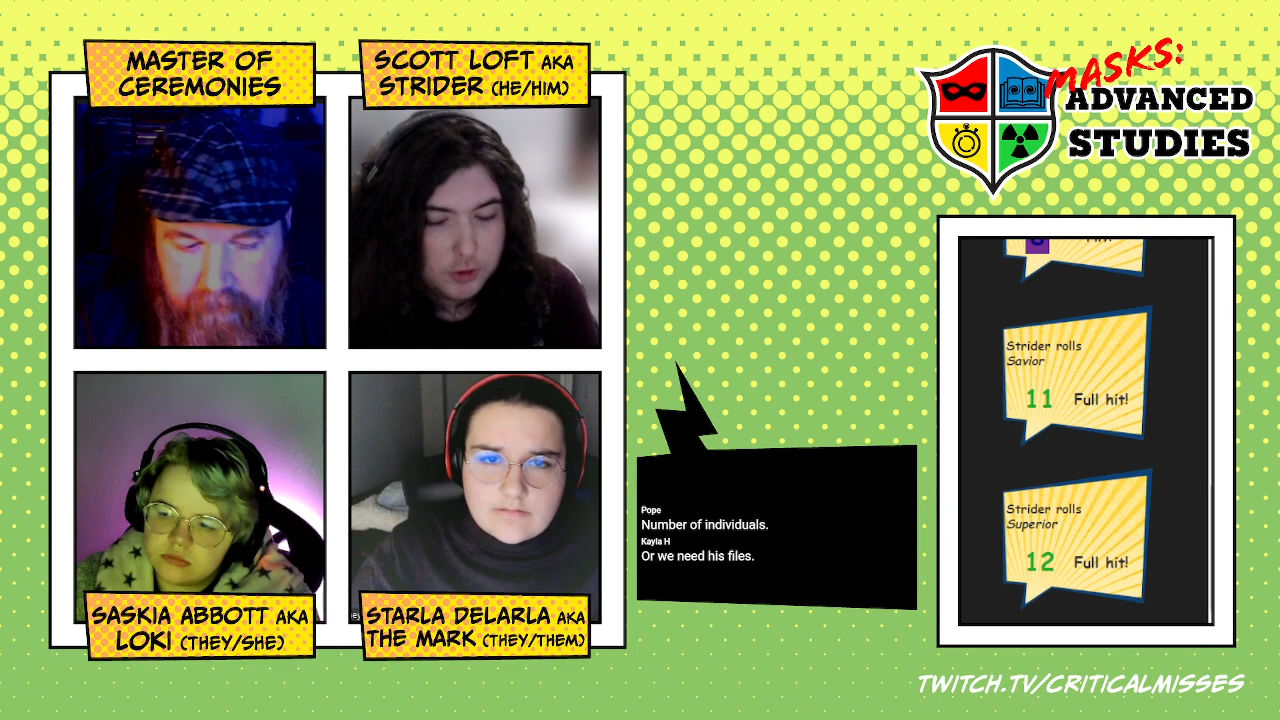 MASTER OF
CEREMONIES
SCOTT LOFT AKA
STRIDER (HE/HIM)
SASKIA ABBOTT AKA
LOKI (THEY/SHE)
STARLA DELARLA AKA
THE MARK (THEY/THEM)
Pope
Number of individuals.
Kayla H
Or we need his files.
MASKS:
ADVANCED
STUDIES
Strider rolls
Savior
11 Full hit!
Strider rolls
Superior
12 Full hit!
TWITCH.TV/CRITICALMISSES